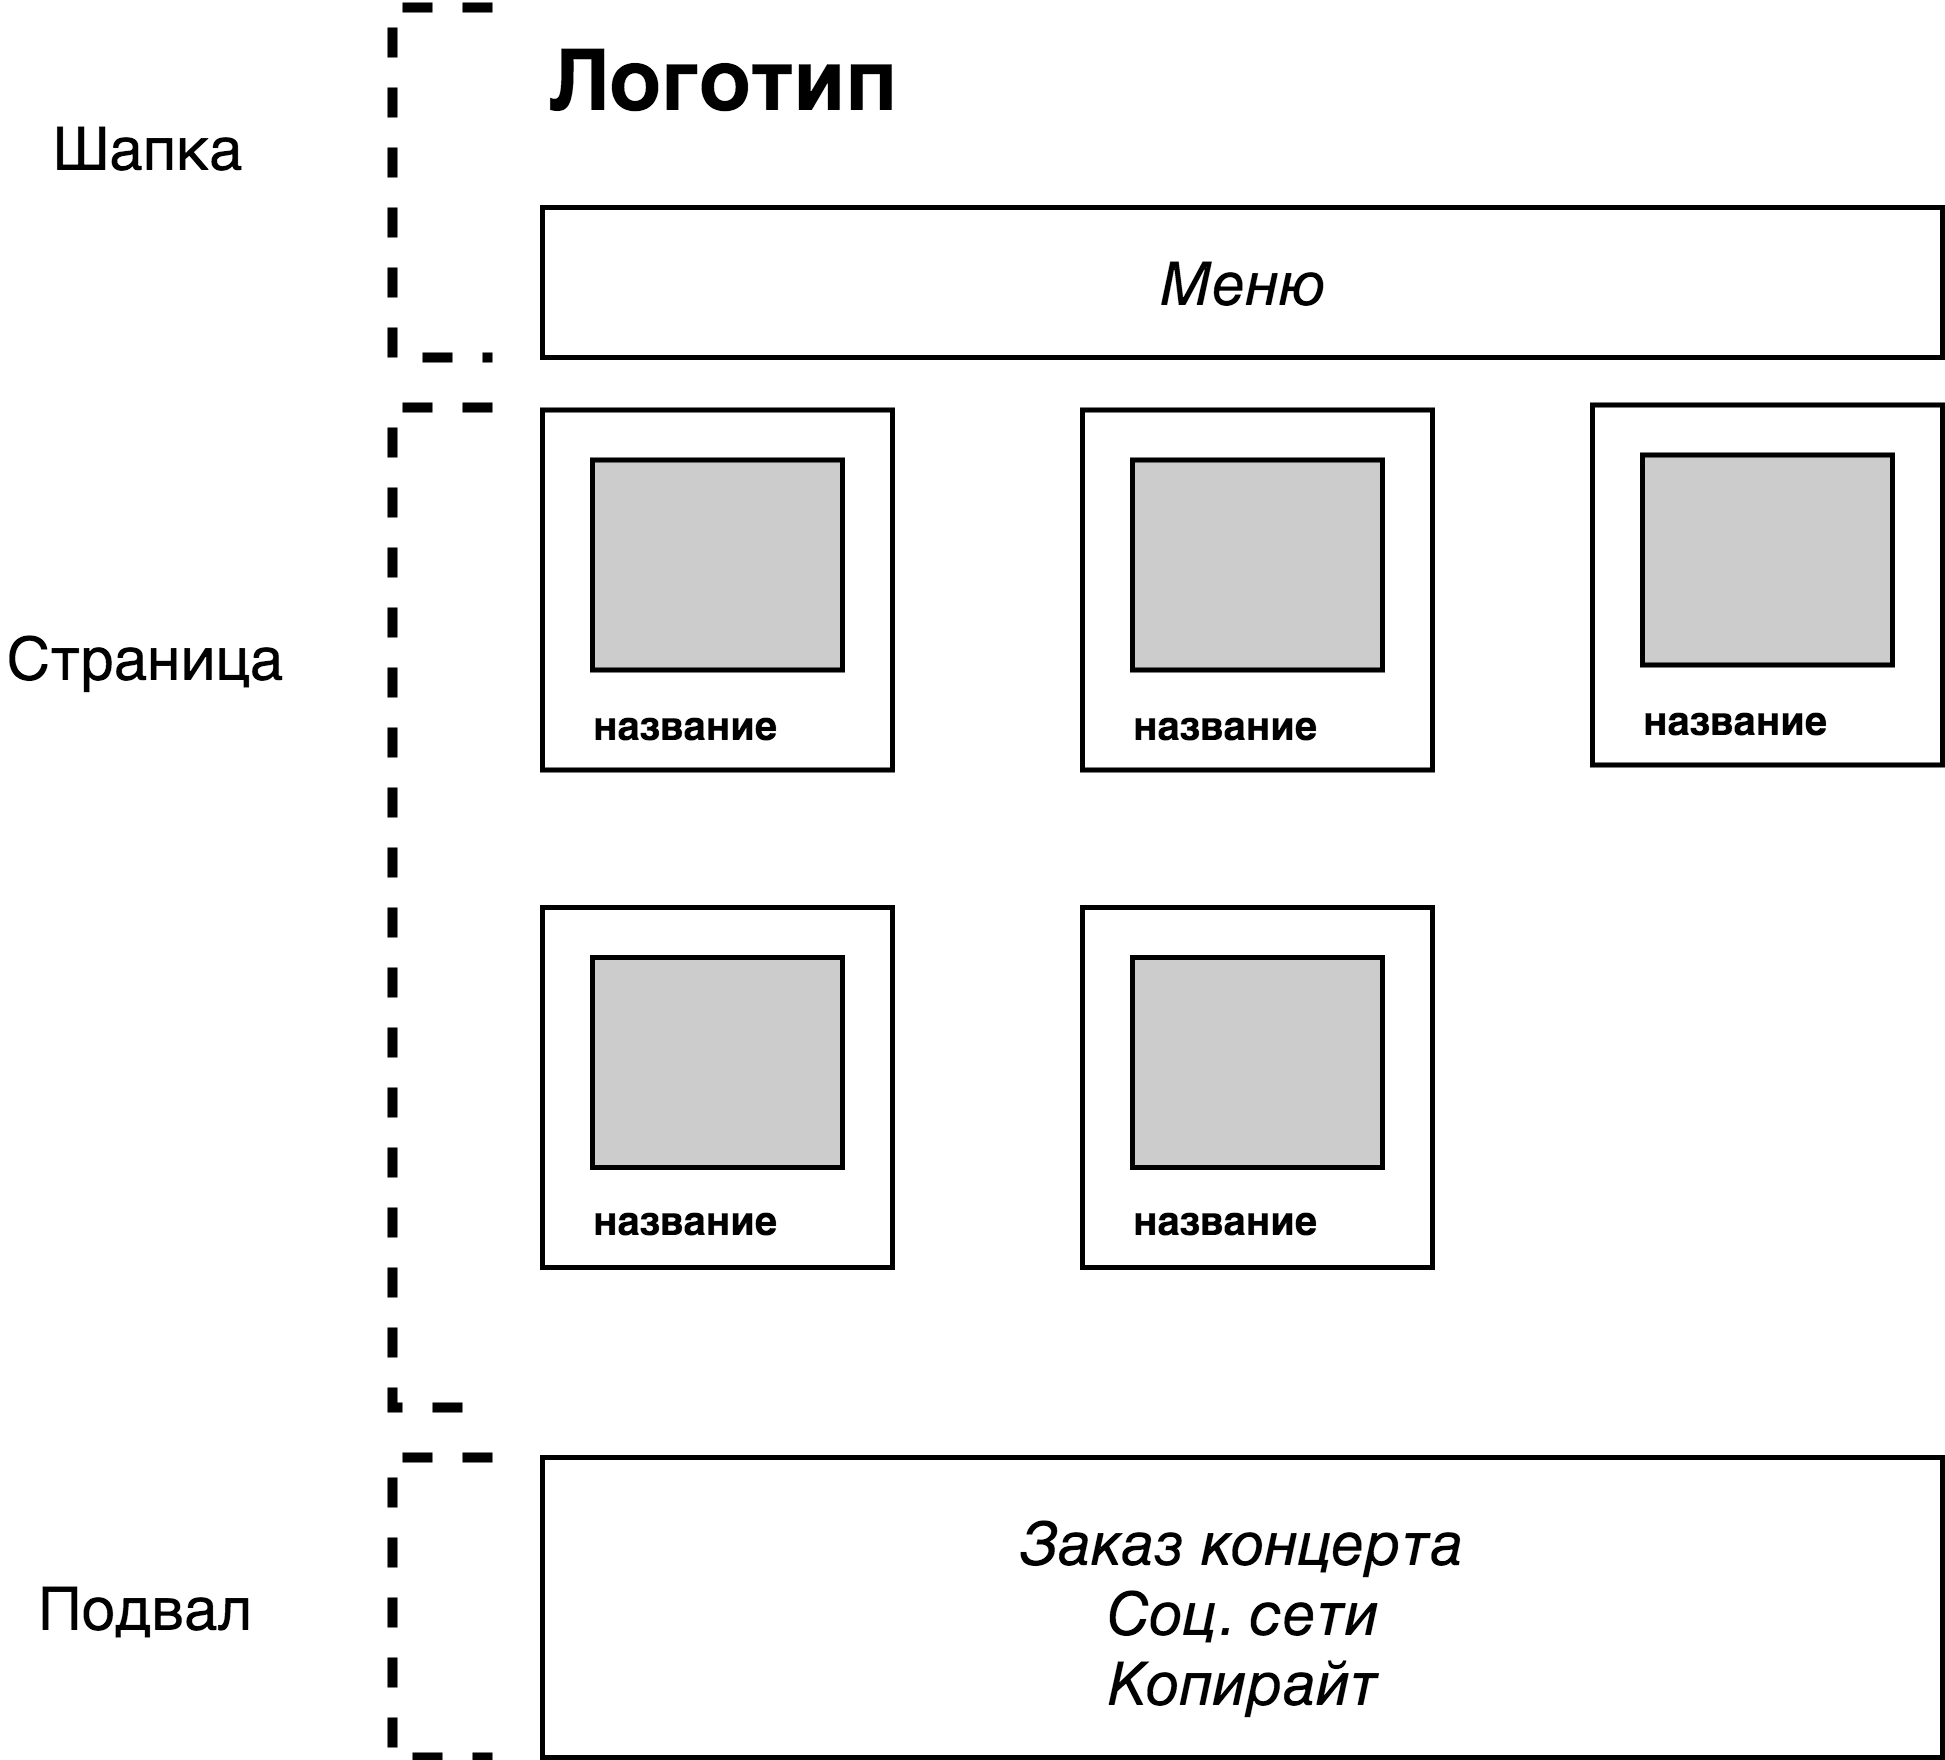 Шапка
Логотип
Меню
Страница
название
название
название
название
название
Подвал
Заказ концерта
Соц. сети
Копирайт